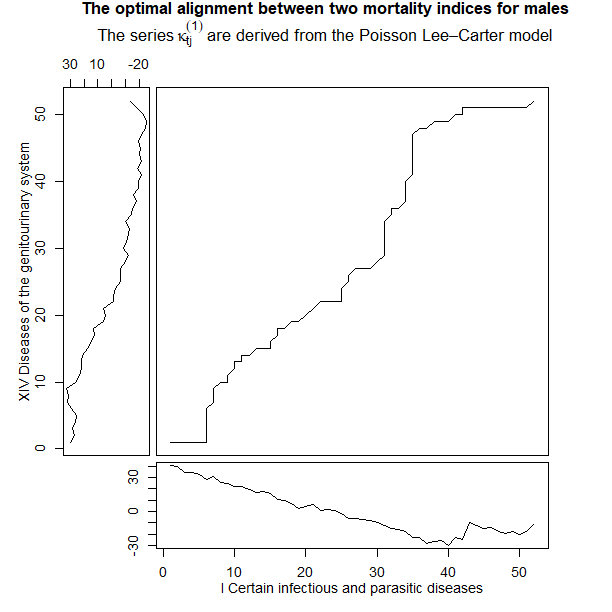 The optimal alignment between two mortality indices for males
The series κtj(1) are derived from the Poisson Lee–Carter model
30 10 -20
XIV Diseases of the genitourinary system
50
40
30
20
10
0
30
0
-30
0 10 20 30 40 50
I Certain infectious and parasitic diseases